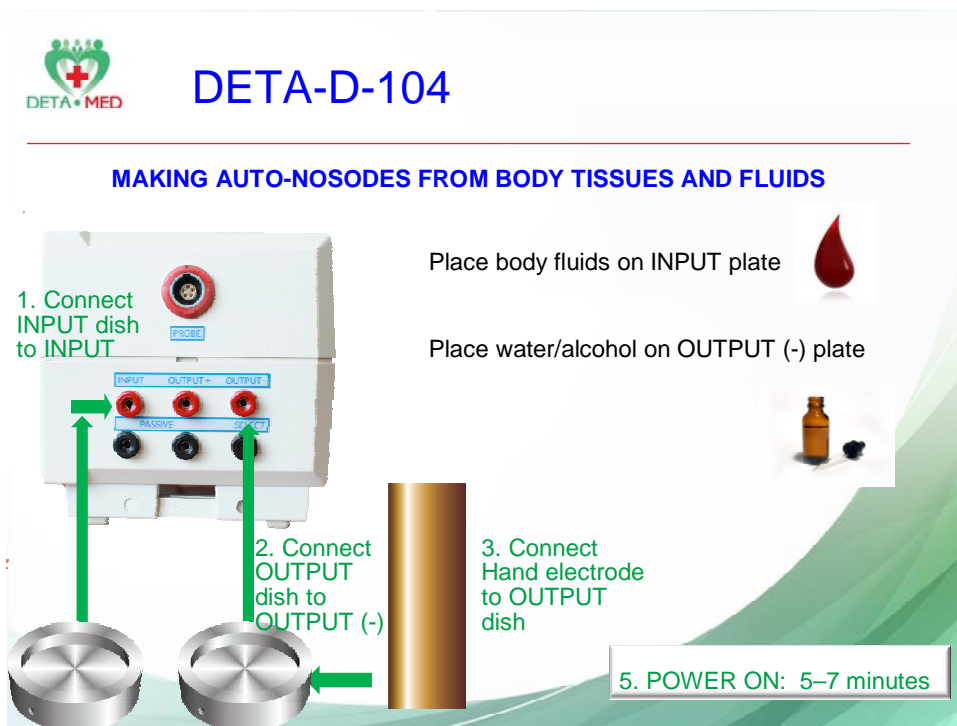 DETA•MED
DETA-D-104
MAKING AUTO-NOSODES FROM BODY TISSUES AND FLUIDS
Place body fluids on INPUT plate
1. Connect
INPUT dish
to INPUT
PROBE
Place water/alcohol on OUTPUT (-) plate
INPUT OUTPUT+ OUTPUT-
PASSIVE SELECT
2. Connect
OUTPUT
dish to
OUTPUT (-)
3. Connect
Hand electrode
to OUTPUT
dish
5. POWER ON: 5–7 minutes